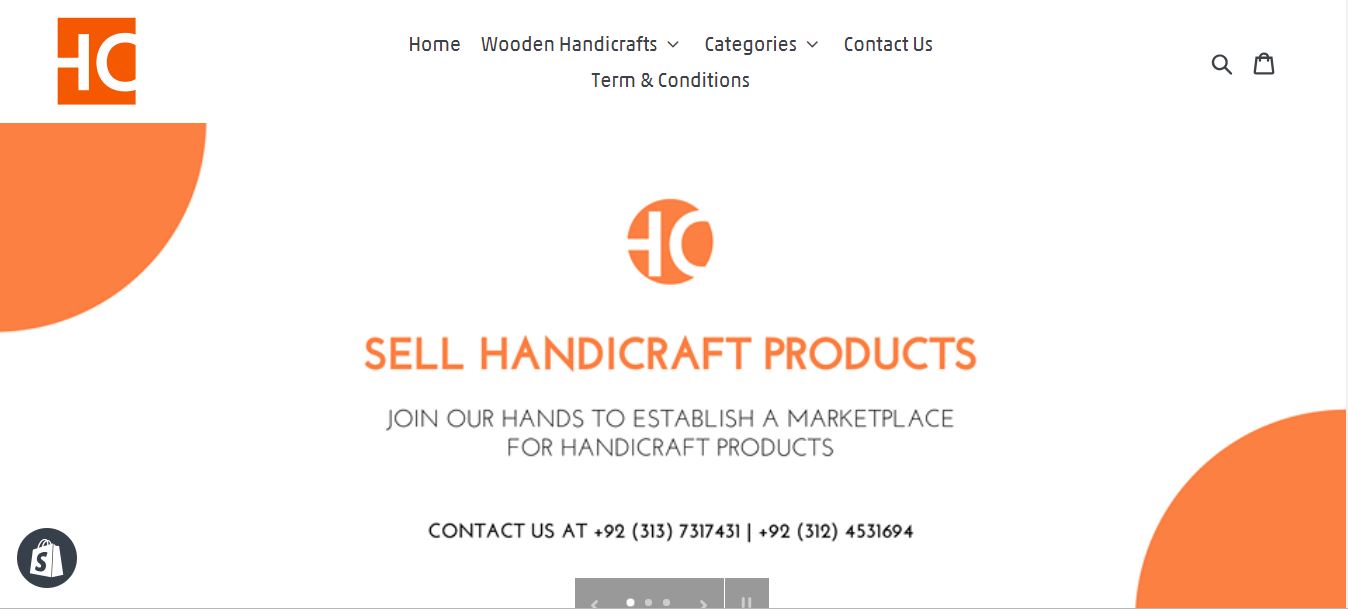 HC
Home Wooden Handicrafts Categories Contact Us
Term & Conditions
HC
SELL HANDICRAFT PRODUCTS
JOIN OUR HANDS TO ESTABLISH A MARKETPLACE
FOR HANDICRAFT PRODUCTS
CONTACT US AT +92 (313) 7317431 | +92 (312) 4531694
S